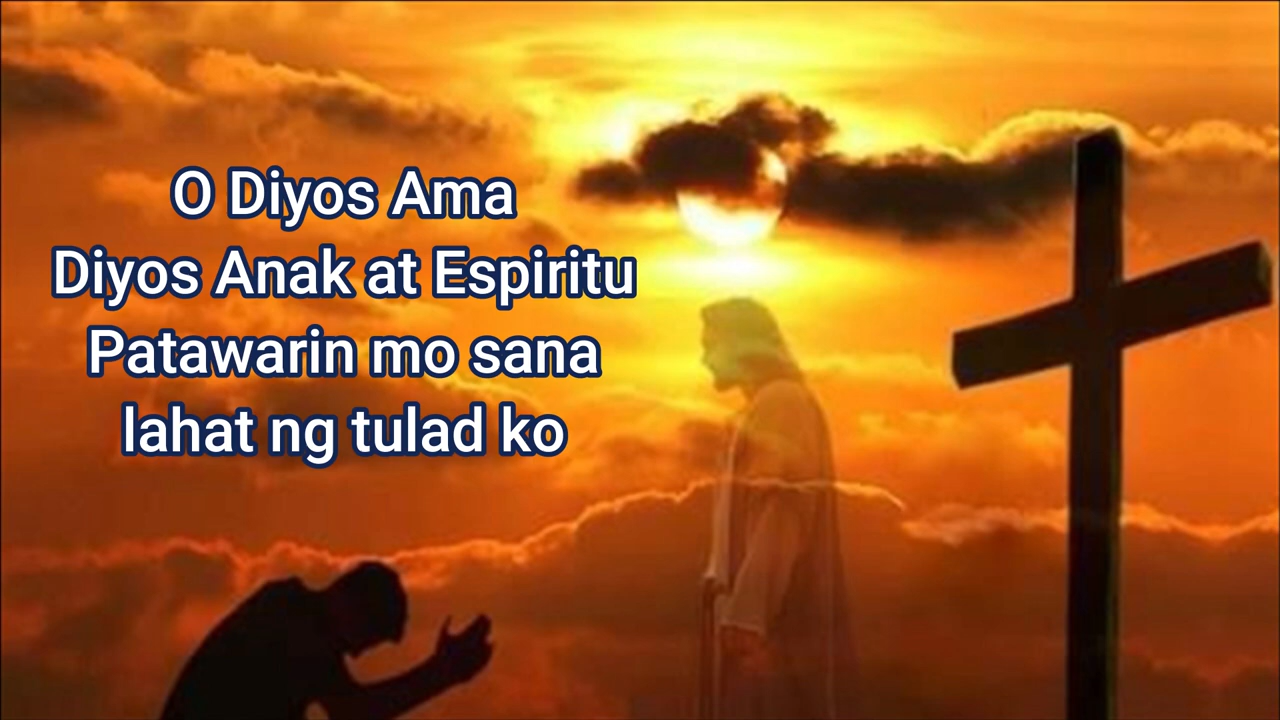 O Diyos Ama
Diyos Anak at Espiritu
Patawarin mo sana
lahat ng tulad ko